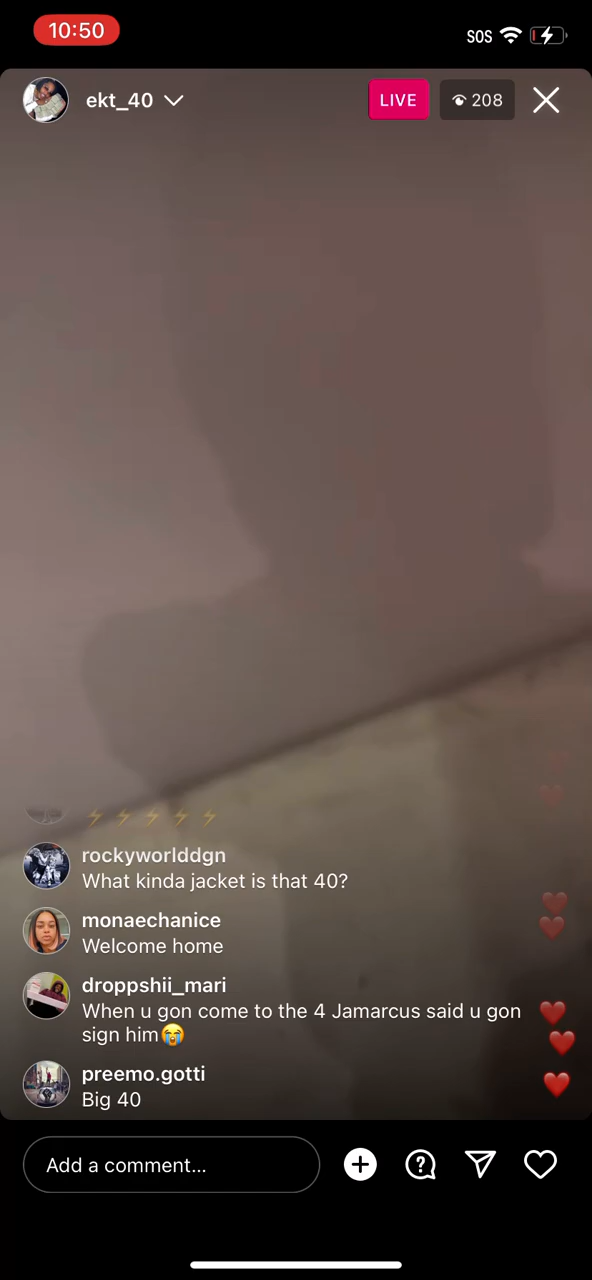 10:50
SOS
ekt_40
LIVE
208
rockyworlddgn
What kinda jacket is that 40?
monaechanice
Welcome home
droppshii_mari
When u gon come to the 4 Jamarcus said u gon
sign him😭
preemo.gotti
Big 40
Add a comment...